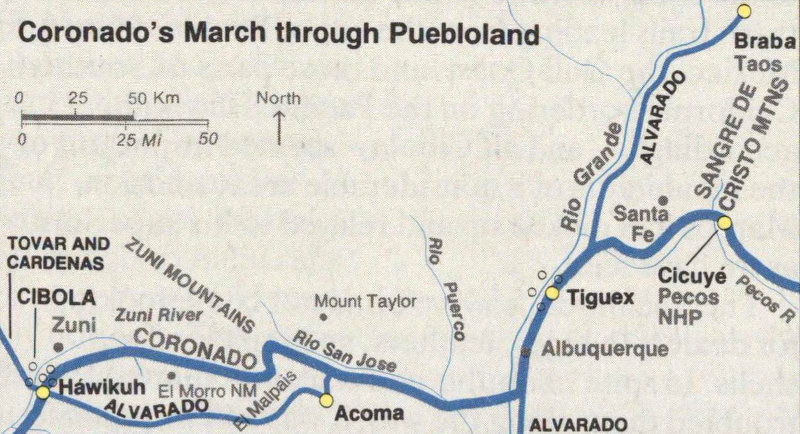 Coronado's March through Puebloland
0 25 50 Km
0 25 Mi 50
North
Braba
Taos
ALVARADO
SANGRE DE
CRISTO MTNS
Rio Grande
Santa
Fe
TOVAR AND
CARDENAS
ZUNI MOUNTAINS
Rio
Puerco
CIBOLA
Zuni
Zuni River
Mount Taylor
Cicuyé
Pecos
NHP
Pecos R
Tiguex
CORONADO
Rio San Jose
Albuquerque
Háwikuh
El Morro NM
ALVARADO
El Malpais
Acoma
ALVARADO